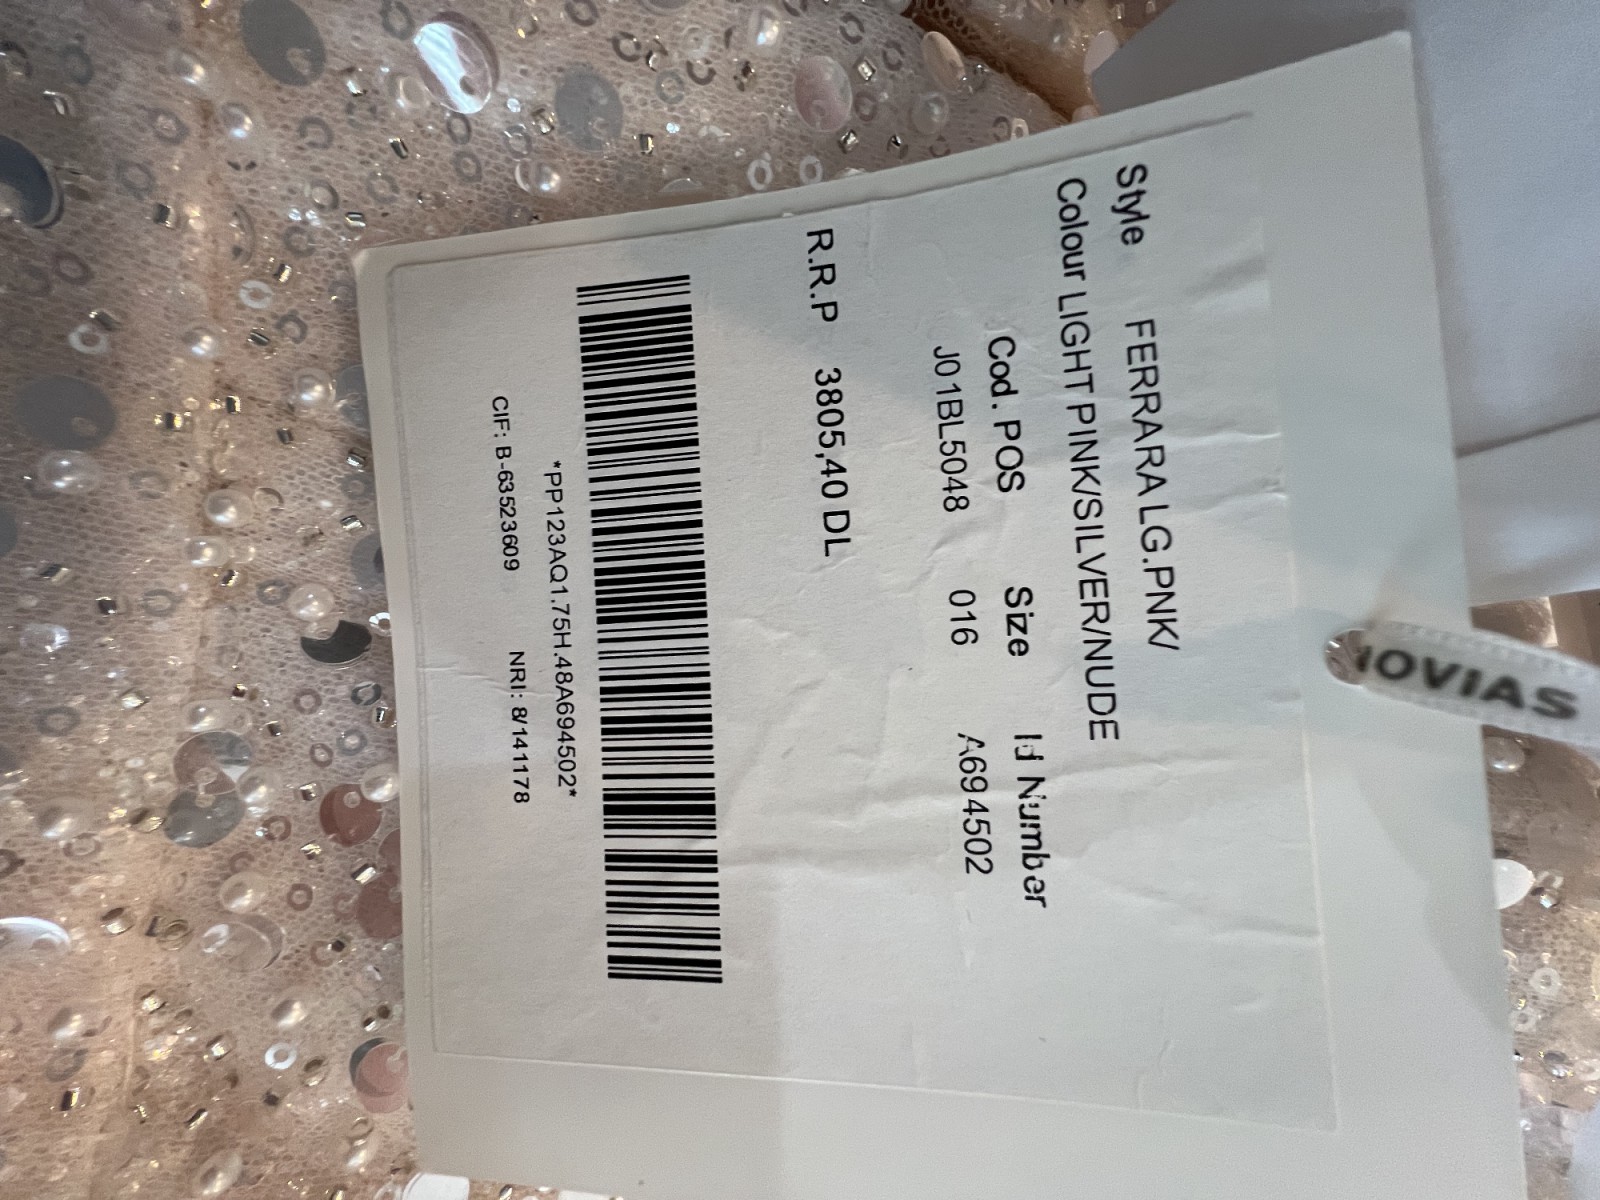 Style FERRARA LG.PNK/
Colour LIGHT PINK/SILVER/NUDE
Cod. POS Size Id Number
J01BL5048 016 A694502
R.R.P 3805,40 DL
*PP123AQ1.75H.48A694502*
CIF: B-63523609 NRI: 8/141178
IOVIAS